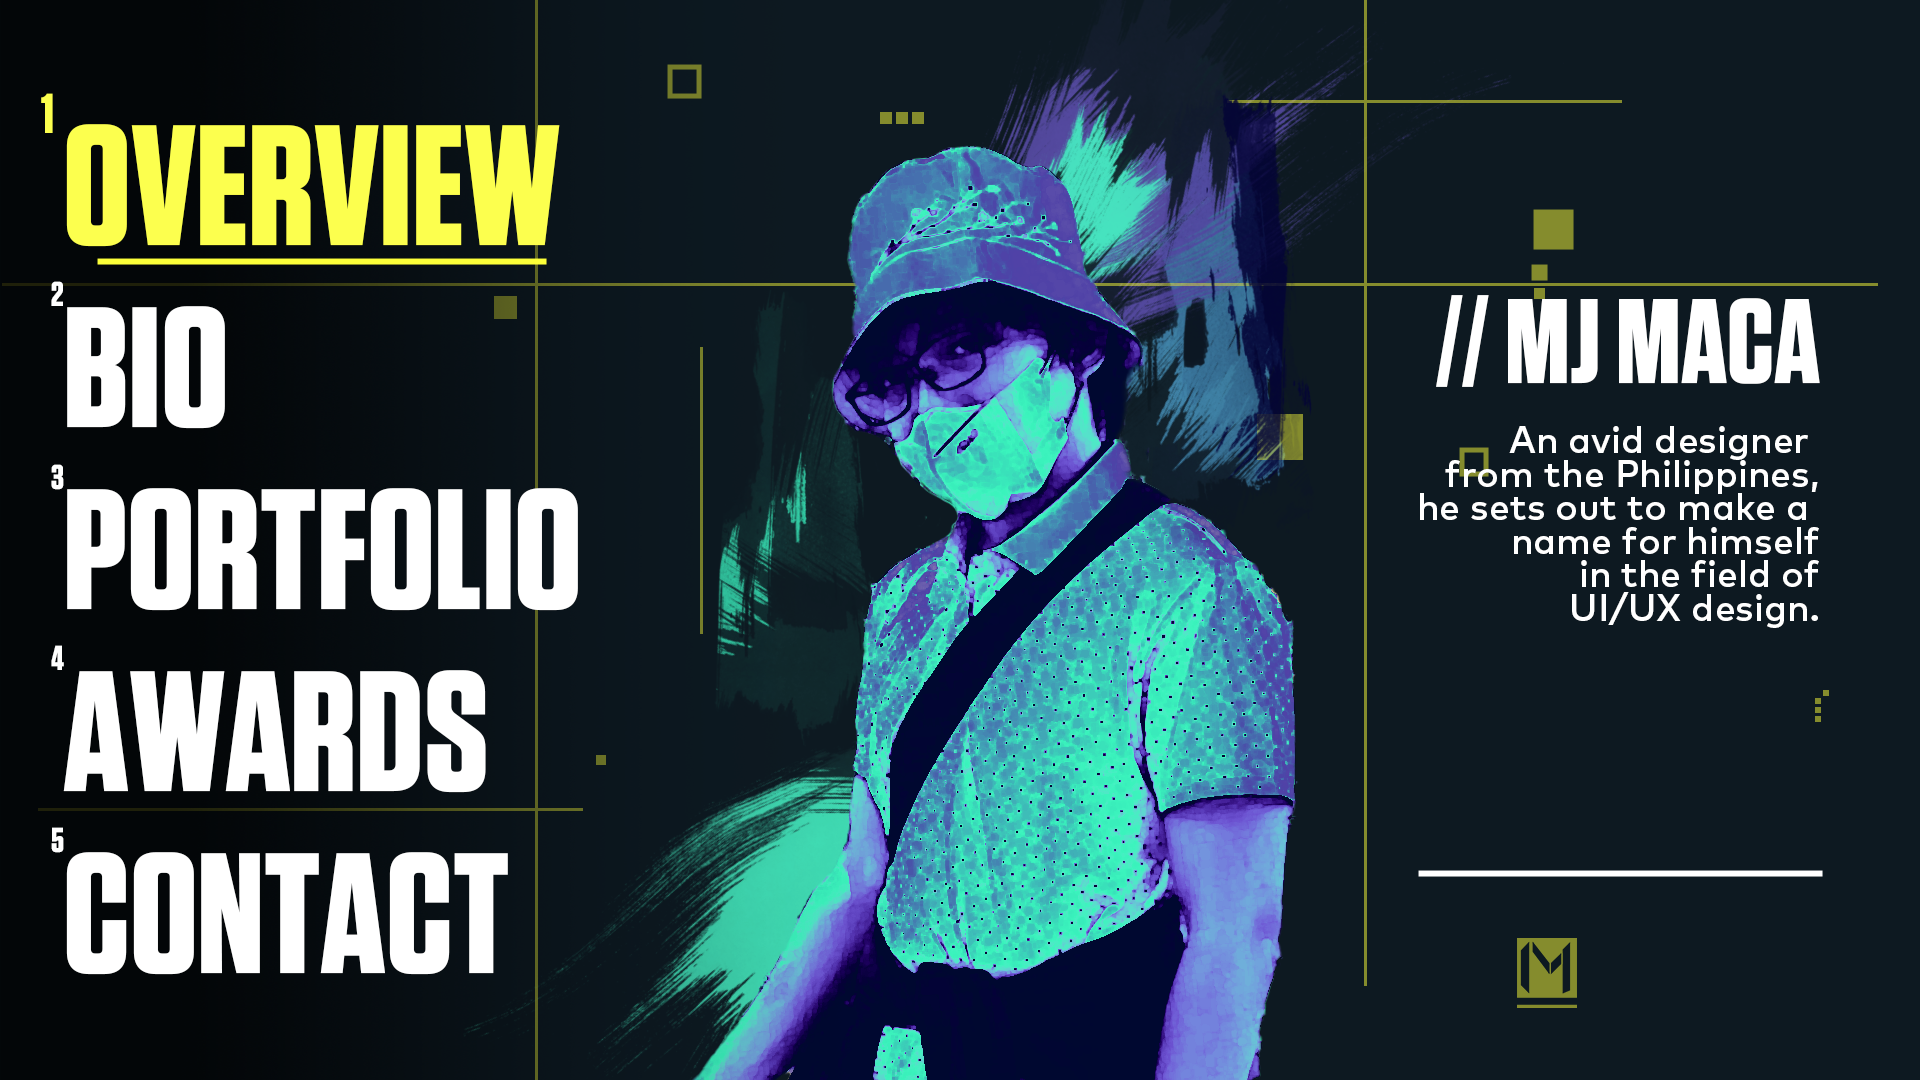 1
OVERVIEW
2
BIO
3
PORTFOLIO
4
AWARDS
5
CONTACT
// MJ MACA
An avid designer
from the Philippines,
he sets out to make a
name for himself
in the field of
UI/UX design.
M